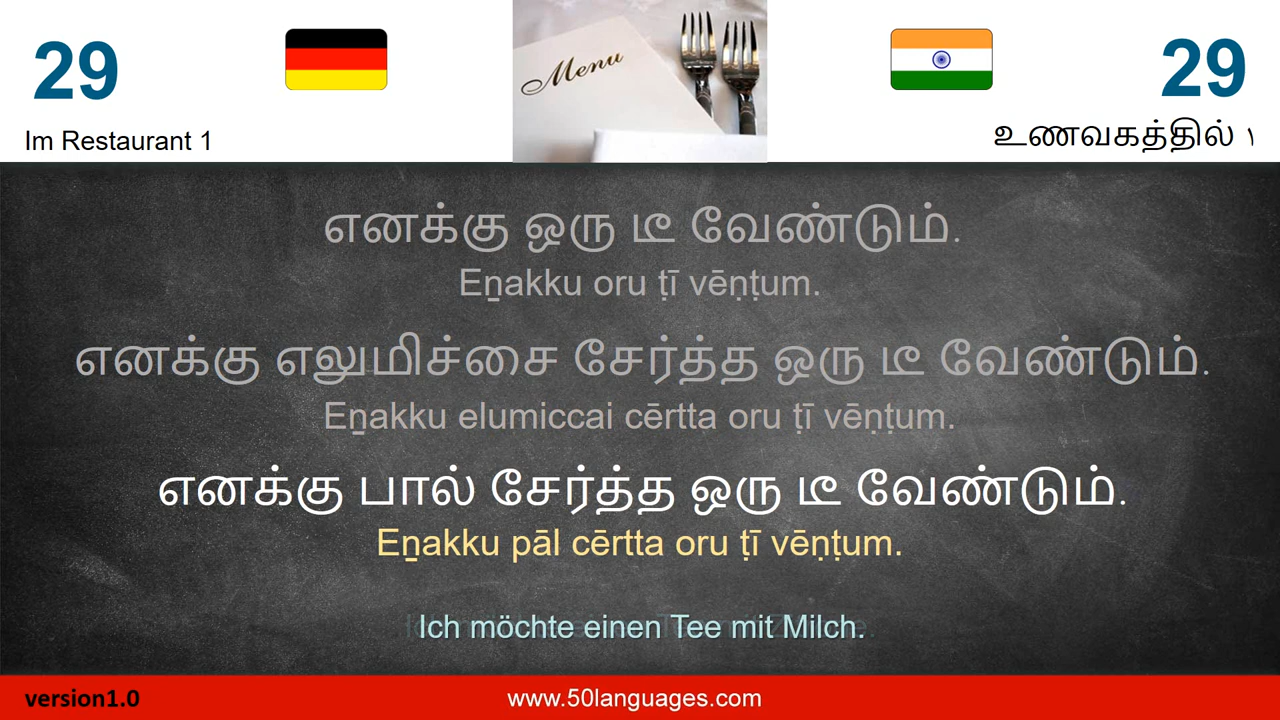 29
29
Menu
Im Restaurant 1
உணவகத்தில் १
எனக்கு ஒரு டீ வேண்டும்.
Eṉakku oru ṭī vēṇṭum.
எனக்கு எலுமிச்சை சேர்த்த ஒரு டீ வேண்டும்.
Eṉakku elumiccai cērtta oru ṭī vēṇṭum.
எனக்கு பால் சேர்த்த ஒரு டீ வேண்டும்.
Eṉakku pāl cērtta oru ṭī vēṇṭum.
Ich möchte einen Tee mit Milch.
version1.0
www.50languages.com